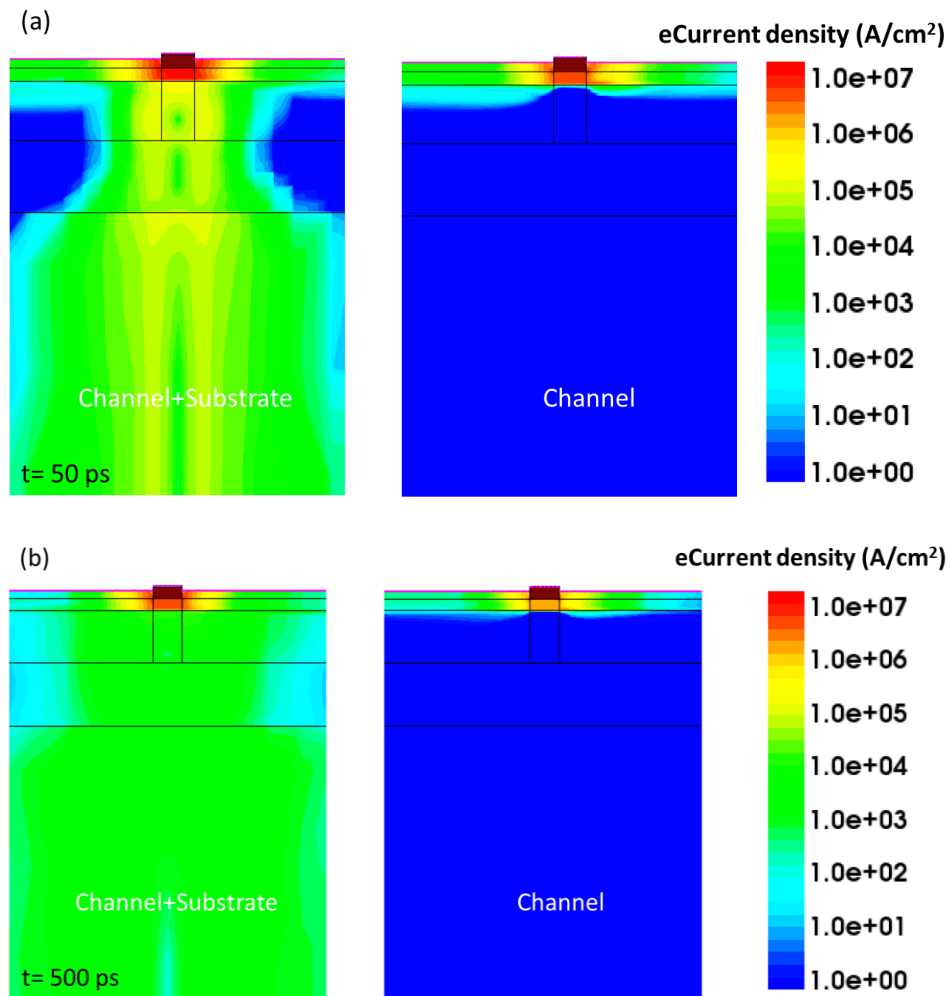 (a)
eCurrent density (A/cm²)
1.0e+07
1.0e+06
1.0e+05
1.0e+04
1.0e+03
1.0e+02
1.0e+01
1.0e+00
Channel+Substrate
Channel
t= 50 ps
(b)
eCurrent density (A/cm²)
1.0e+07
1.0e+06
1.0e+05
1.0e+04
1.0e+03
1.0e+02
1.0e+01
1.0e+00
Channel+Substrate
Channel
t= 500 ps